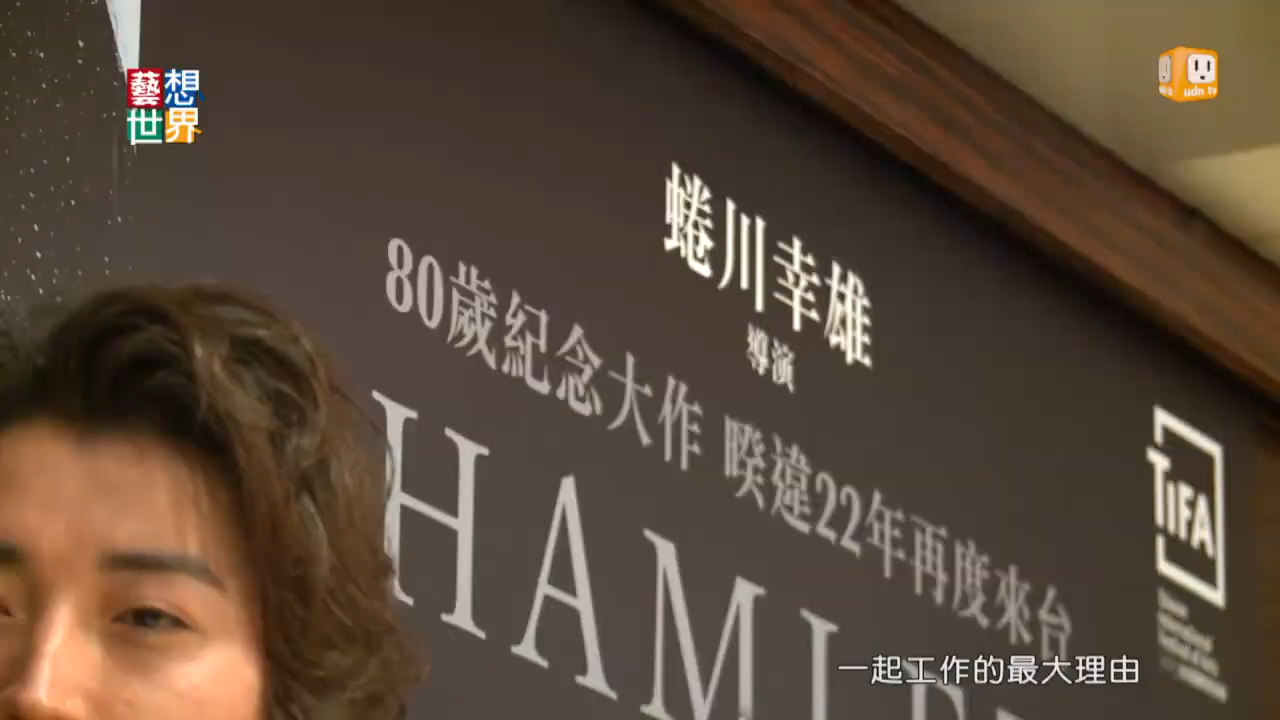 藝想
世界
udn tv
蜷川幸雄
導演
80歲紀念大作 睽違22年再度來台
HAMLE
TIFA
一起工作的最大理由